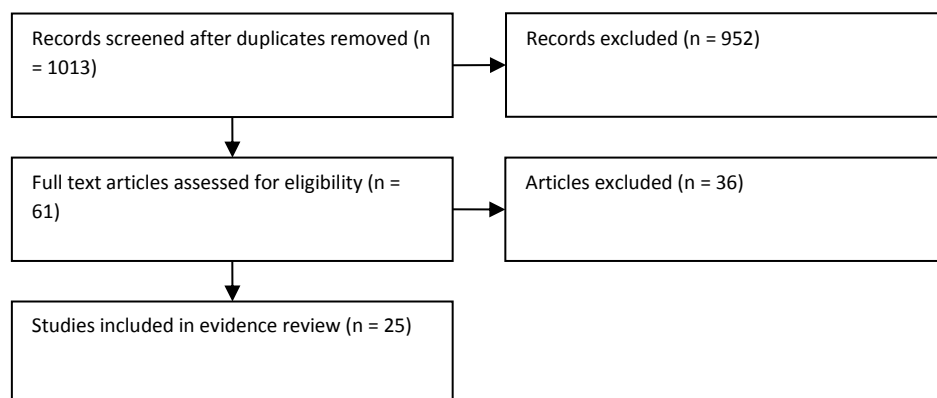 Records screened after duplicates removed (n
= 1013)
Records excluded (n = 952)
Full text articles assessed for eligibility (n =
61)
Articles excluded (n = 36)
Studies included in evidence review (n = 25)